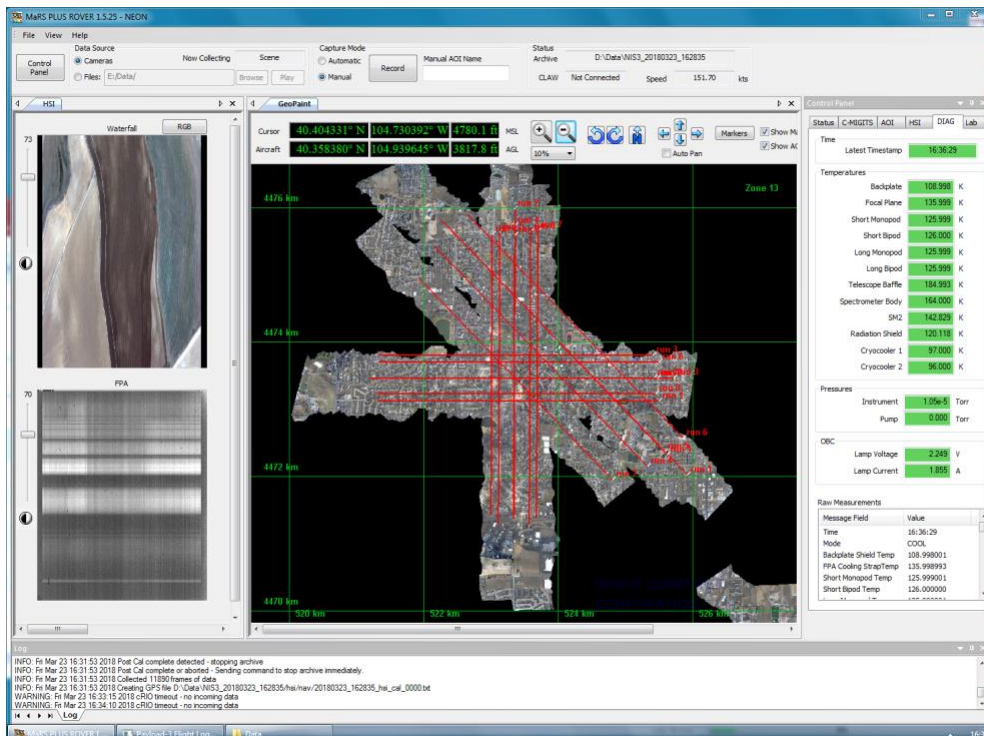 MaRS PLUS ROVER 1.5.25 - NEON
File View Help
Data Source
Control Panel
Cameras Now Collecting Scene
Files: E:/Data/ Browse Play
Capture Mode
Automatic
Manual
Record
Manual AOI Name
Status
Archive D:\Data\NIS3_20180323_162835
CLAW Not Connected Speed 151.70 kts
HSI
Waterfall RGB
73
FPA
70
GeoPaint
Cursor 40.404331° N 104.730392° W 4780.1 ft MSL
Aircraft 40.358380° N 104.939645° W 3817.8 ft AGL
10%
Auto Pan
Markers
Zone 13
4476 km
4474 km
4472 km
4470 km
520 km 522 km 524 km 526 km
run 3
run 6
Control Panel
Status C-MIGITS AOI HSI DIAG Lab
Time
Latest Timestamp 16:36:29
Temperatures
Backplate 108.998 K
Focal Plane 135.999 K
Short Monopod 125.999 K
Short Bipod 126.000 K
Long Monopod 125.999 K
Long Bipod 125.999 K
Telescope Baffle 184.993 K
Spectrometer Body 164.000 K
SM2 142.829 K
Radiation Shield 120.118 K
Cryocooler 1 97.000 K
Cryocooler 2 96.000 K
Pressures
Instrument 1.05e-5 Torr
Pump 0.000 Torr
OBC
Lamp Voltage 2.249 V
Lamp Current 1.855 A
Raw Measurements
Message Field Value
Time 16:36:29
Mode COOL
Backplate Shield Temp 108.998001
FPA Cooling StrapTemp 135.998993
Short Monopod Temp 125.999001
Short Bipod Temp 126.000000
Log
INFO: Fri Mar 23 16:31:53 2018 Post Cal complete detected - stopping archive
INFO: Fri Mar 23 16:31:53 2018 Post Cal complete or aborted - Sending command to stop archive immediately.
INFO: Fri Mar 23 16:31:53 2018 Collected 11890 frames of data
INFO: Fri Mar 23 16:31:53 2018 Creating GPS file D:\Data\NIS3_20180323_162835/hsi/nav/20180323_162835_hsi_cal_0000.txt
WARNING: Fri Mar 23 16:33:15 2018 cRIO timeout - no incoming data
WARNING: Fri Mar 23 16:34:10 2018 cRIO timeout - no incoming data
Log
MaRS PLUS ROVER 1... Payload-3 Flight Log... Data